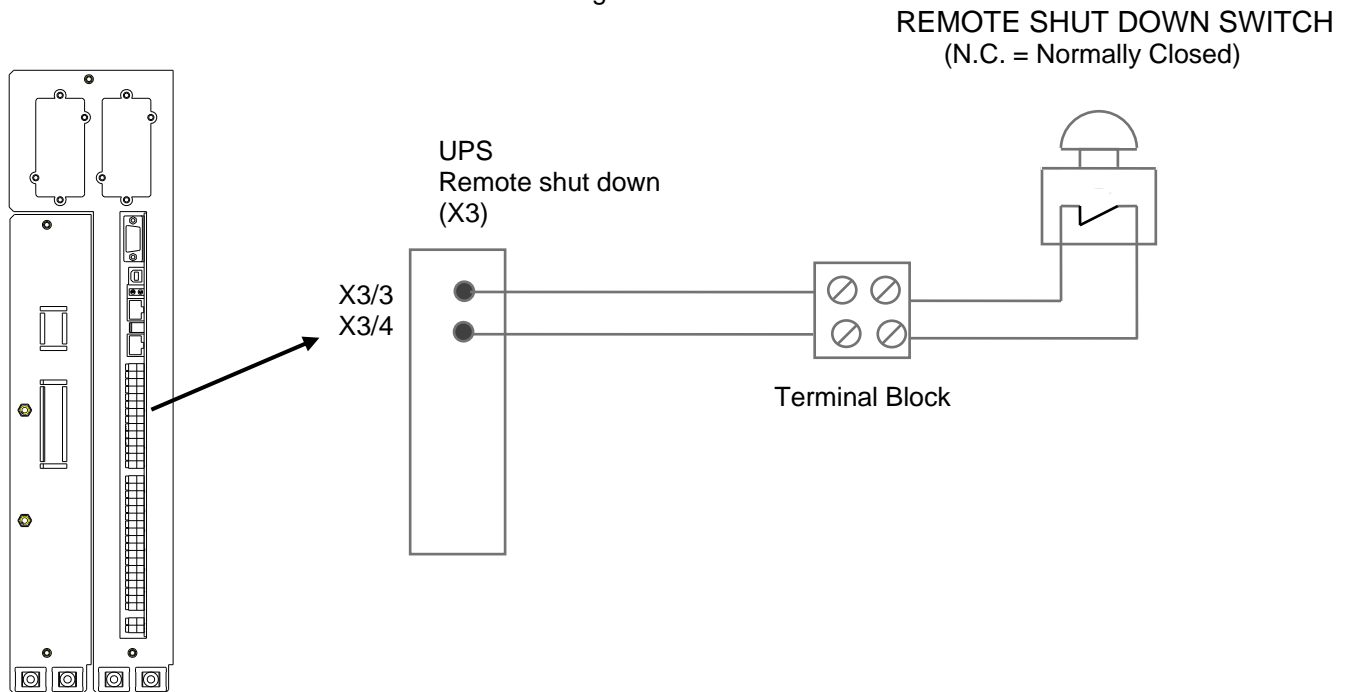 REMOTE SHUT DOWN SWITCH
(N.C. = Normally Closed)
UPS
Remote shut down
(X3)
X3/3
X3/4
Terminal Block